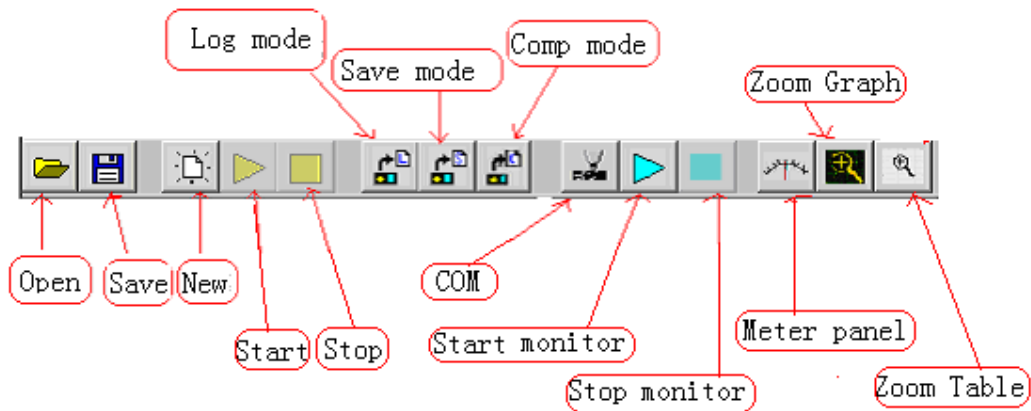 Log mode
Save mode
Comp mode
Zoom Graph
Open
Save
New
Start
Stop
COM
Start monitor
Stop monitor
Meter panel
Zoom Table